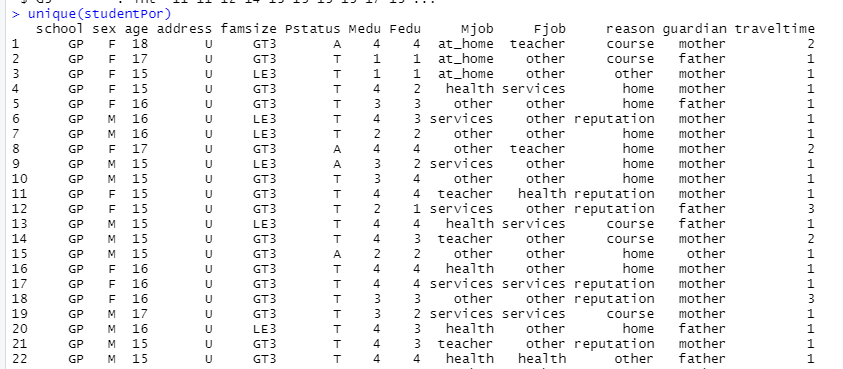 > unique(studentPor)
school sex age address famsize Pstatus Medu Fedu Mjob Fjob reason guardian traveltime
1 GP F 18 U GT3 A 4 4 at_home teacher course mother 2
2 GP F 17 U GT3 T 1 1 at_home other course father 1
3 GP F 15 U LE3 T 1 1 at_home other other mother 1
4 GP F 15 U GT3 T 4 2 health services home mother 1
5 GP F 16 U GT3 T 3 3 other other home father 1
6 GP M 16 U LE3 T 4 3 services other reputation mother 1
7 GP M 16 U LE3 T 2 2 other other home mother 1
8 GP F 17 U GT3 A 4 4 other teacher home mother 2
9 GP M 15 U LE3 A 3 2 services other home mother 1
10 GP M 15 U GT3 T 3 4 other other home mother 1
11 GP F 15 U GT3 T 4 4 teacher health reputation mother 1
12 GP F 15 U GT3 T 2 1 services other reputation father 3
13 GP M 15 U LE3 T 4 4 health services course father 1
14 GP M 15 U GT3 T 4 3 teacher other course mother 2
15 GP M 15 U GT3 A 2 2 other other home other 1
16 GP F 16 U GT3 T 4 4 health other home mother 1
17 GP F 16 U GT3 T 4 4 services services reputation mother 1
18 GP F 16 U GT3 T 3 3 other other reputation mother 3
19 GP M 17 U GT3 T 3 2 services services course mother 1
20 GP M 16 U LE3 T 4 3 health other home father 1
21 GP M 15 U GT3 T 4 3 teacher other reputation mother 1
22 GP M 15 U GT3 T 4 4 health health other father 1